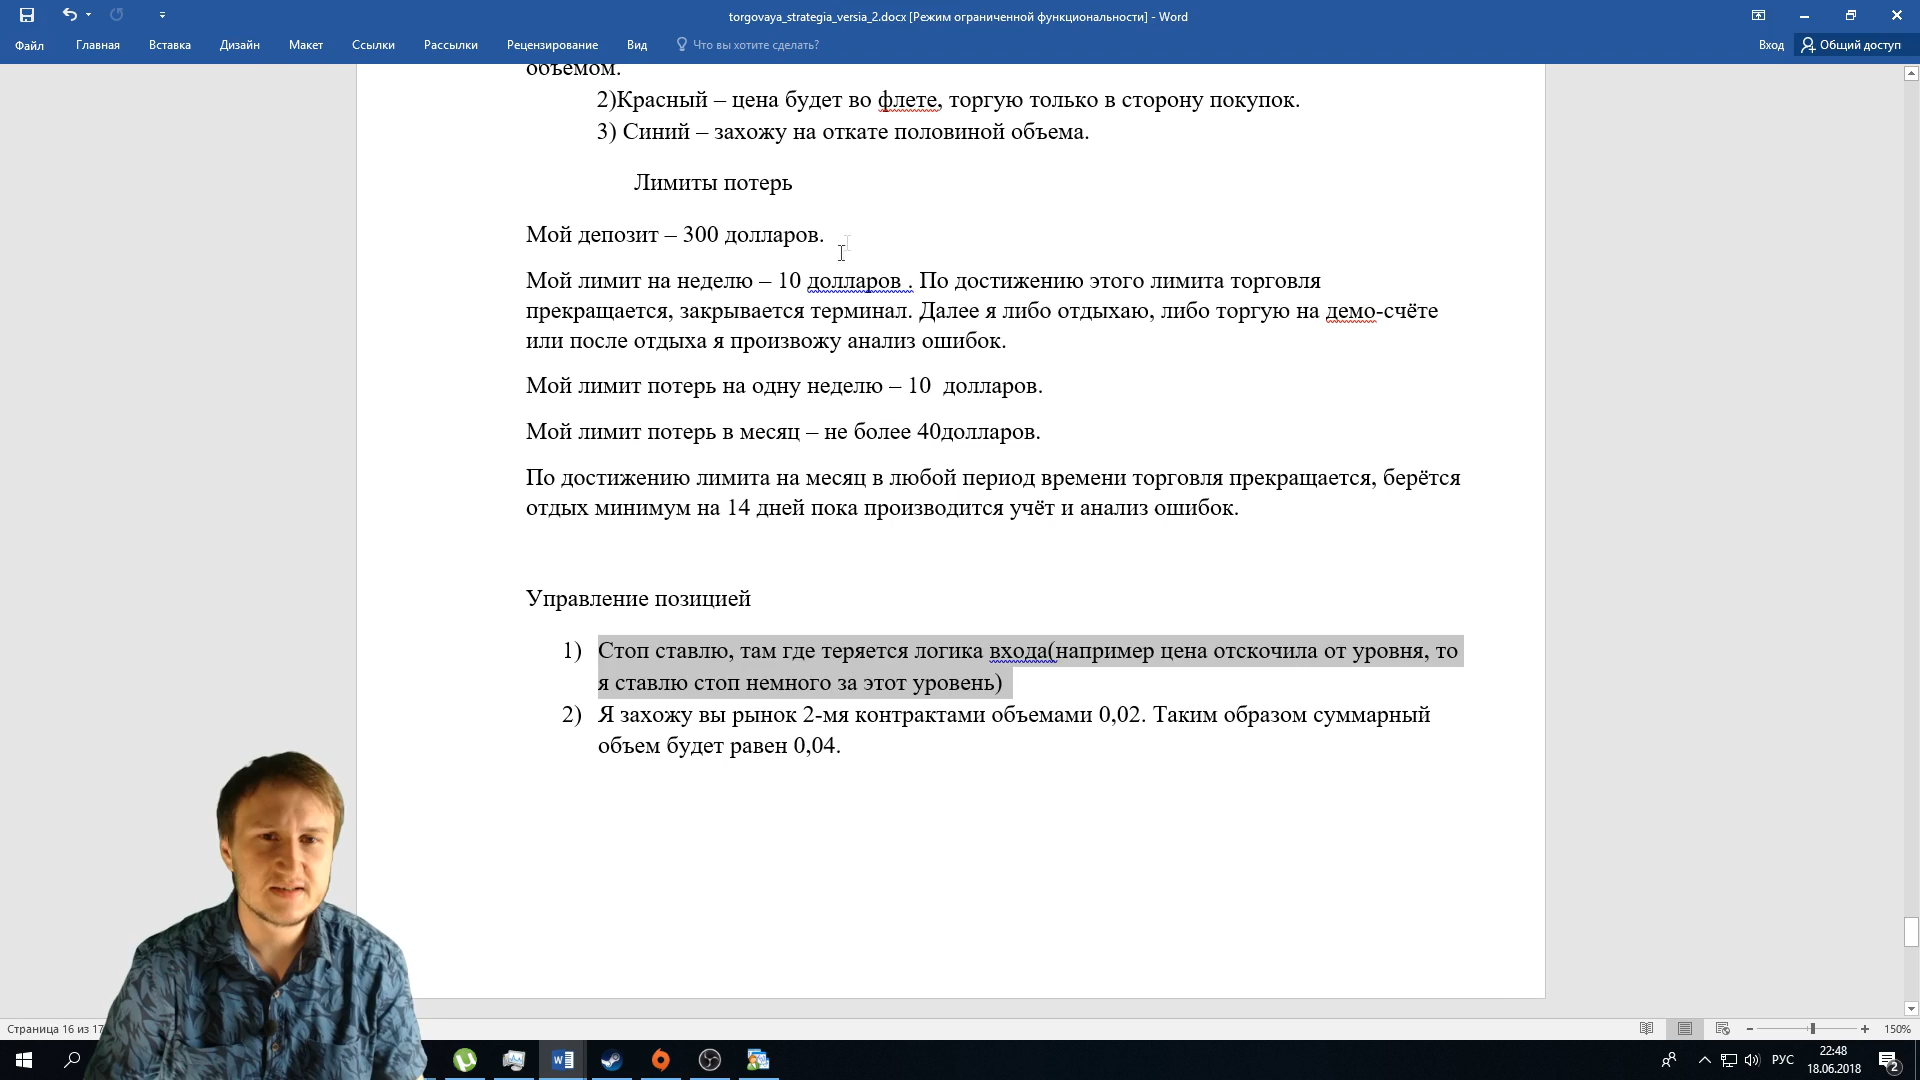 torgovaya_strategia_versia_2.docx [Режим ограниченной функциональности] - Word
Файл Главная Вставка Дизайн Макет Ссылки Рассылки Рецензирование Вид Что вы хотите сделать? Вход Общий доступ
объемом.
2)Красный – цена будет во флете, торгую только в сторону покупок.
3) Синий – захожу на откате половиной объема.
Лимиты потерь
Мой депозит – 300 долларов.
Мой лимит на неделю – 10 долларов . По достижению этого лимита торговля
прекращается, закрывается терминал. Далее я либо отдыхаю, либо торгую на демо-счёте
или после отдыха я произвожу анализ ошибок.
Мой лимит потерь на одну неделю – 10  долларов.
Мой лимит потерь в месяц – не более 40долларов.
По достижению лимита на месяц в любой период времени торговля прекращается, берётся
отдых минимум на 14 дней пока производится учёт и анализ ошибок.
Управление позицией
1) Стоп ставлю, там где теряется логика входа(например цена отскочила от уровня, то
я ставлю стоп немного за этот уровень)
2) Я захожу вы рынок 2-мя контрактами объемами 0,02. Таким образом суммарный
объем будет равен 0,04.
Страница 16 из 17
150%
РУС
22:48
18.06.2018
2